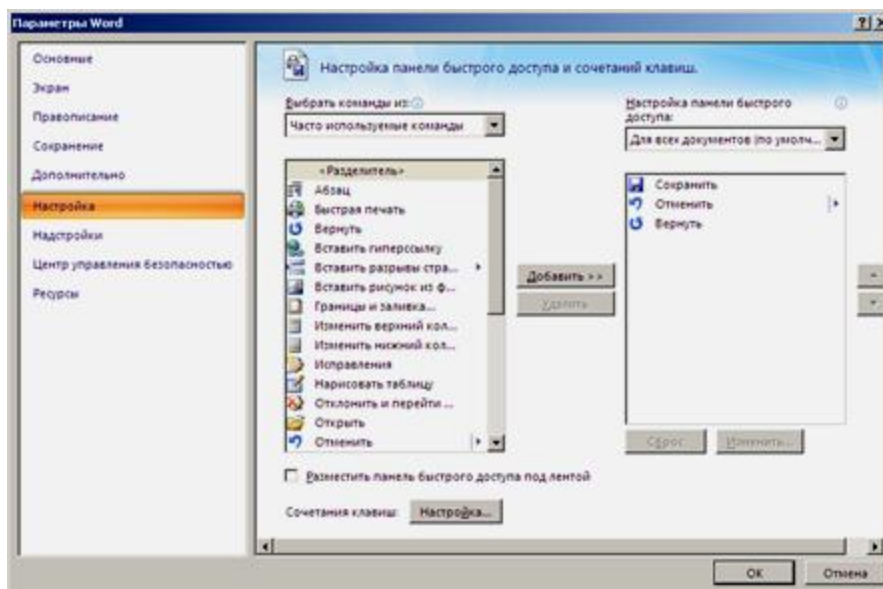 Параметры Word
Основные
Экран
Правописание
Сохранение
Дополнительно
Настройка
Надстройки
Центр управления безопасностью
Ресурсы
Настройка панели быстрого доступа и сочетаний клавиш.
Выбрать команды из:
Часто используемые команды
<Разделитель>
Абзац
Быстрая печать
Вернуть
Вставить гиперссылку
Вставить разрывы стра...
Вставить рисунок из ф...
Границы и заливка...
Изменить верхний кол...
Изменить нижний кол...
Исправления
Нарисовать таблицу
Отклонить и перейти ...
Открыть
Отменить
Добавить >>
Удалить
Настройка панели быстрого
доступа:
Для всех документов (по умолч...
Сохранить
Отменить
Вернуть
Сброс
Изменить...
Разместить панель быстрого доступа под лентой
Сочетания клавиш:
Настройка...
ОК
Отмена